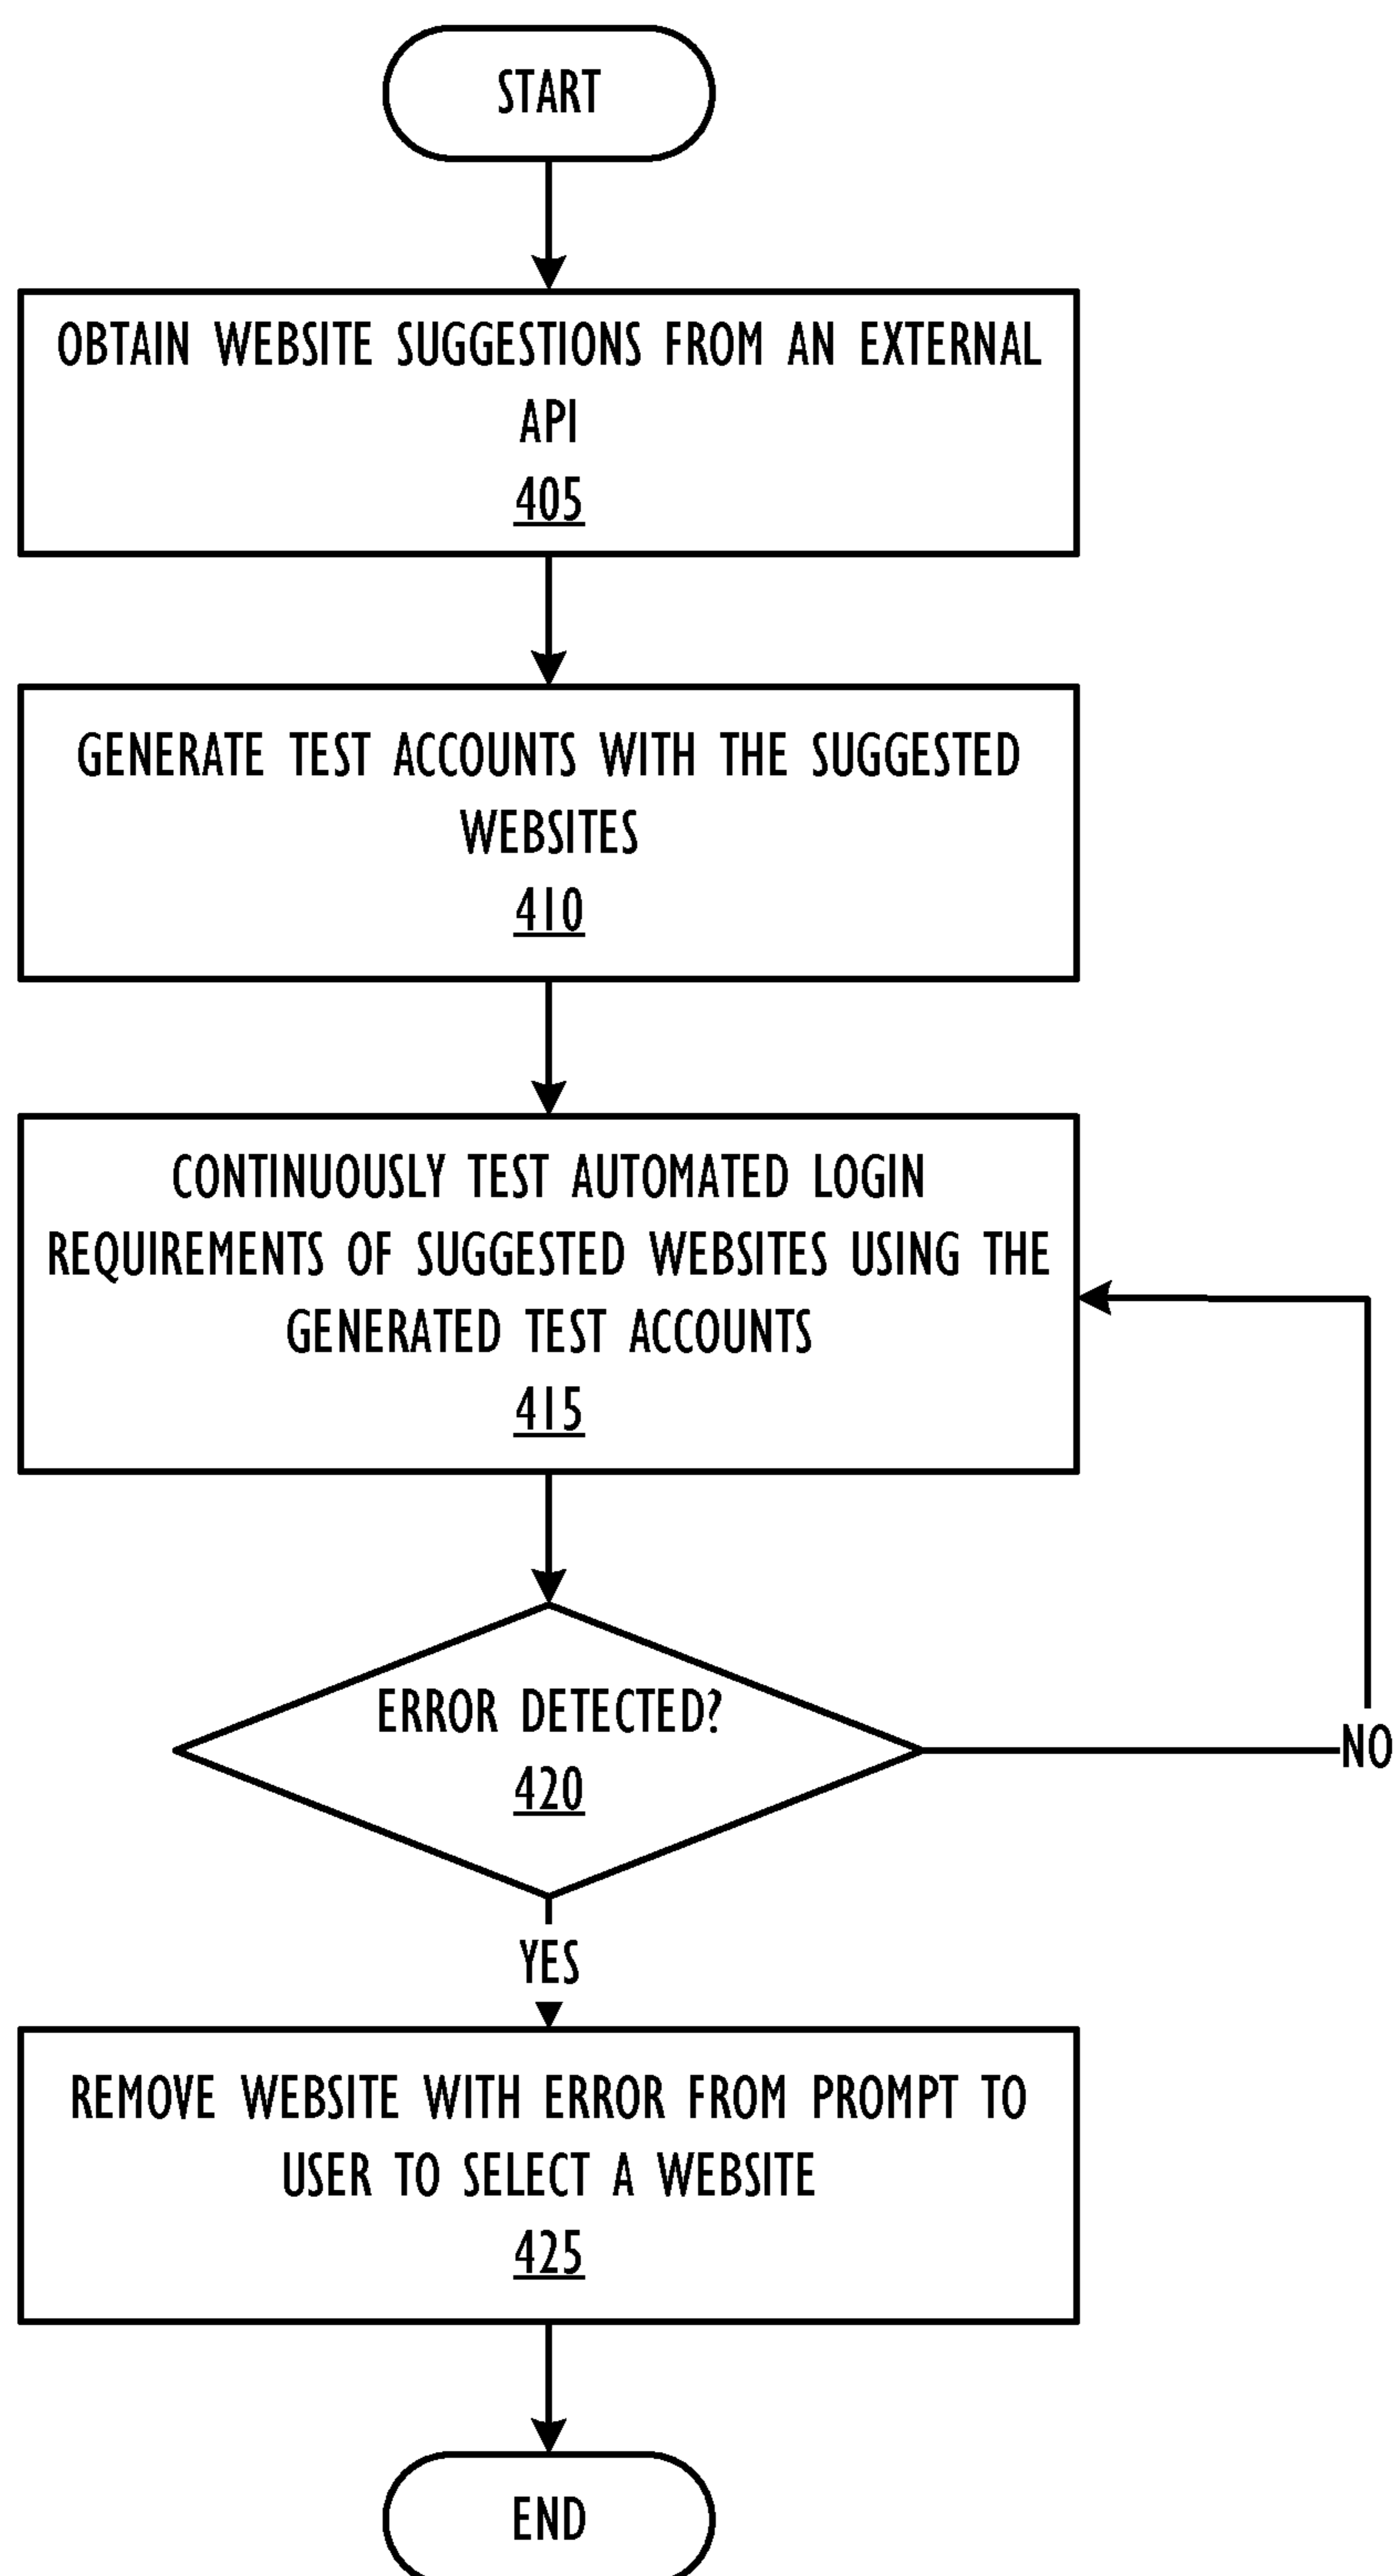 START
OBTAIN WEBSITE SUGGESTIONS FROM AN EXTERNAL
API
405
GENERATE TEST ACCOUNTS WITH THE SUGGESTED
WEBSITES
410
CONTINUOUSLY TEST AUTOMATED LOGIN
REQUIREMENTS OF SUGGESTED WEBSITES USING THE
GENERATED TEST ACCOUNTS
415
ERROR DETECTED?
420
NO
YES
REMOVE WEBSITE WITH ERROR FROM PROMPT TO
USER TO SELECT A WEBSITE
425
END